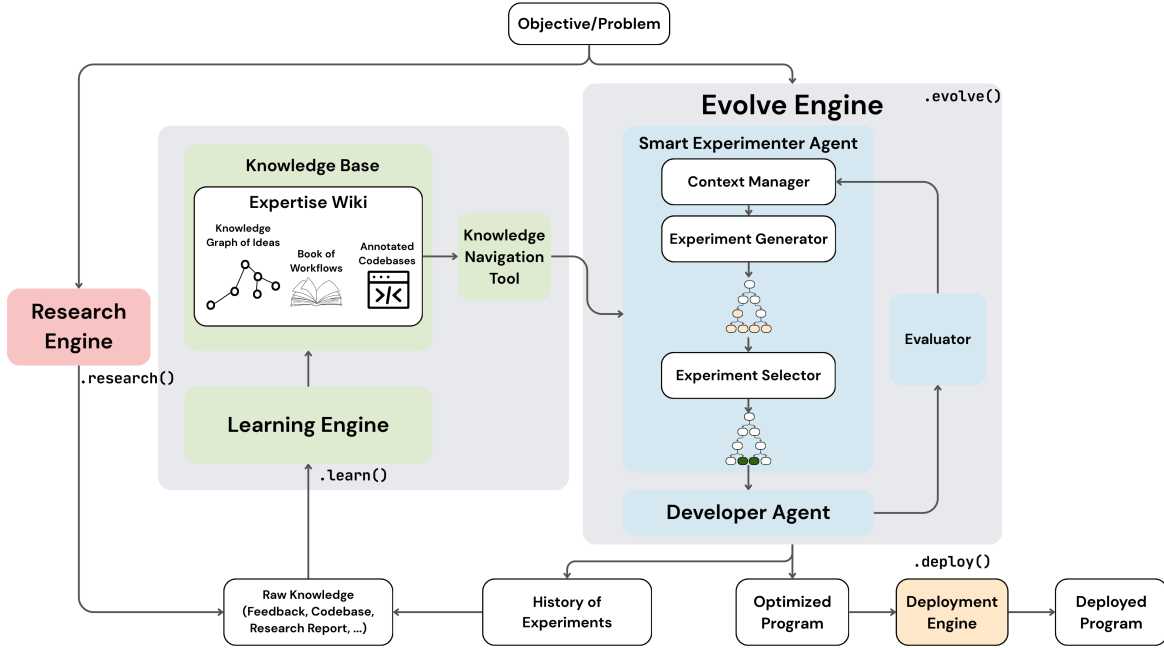 Objective/Problem
Evolve Engine
.evolve()
Smart Experimenter Agent
Context Manager
Experiment Generator
Experiment Selector
Developer Agent
Evaluator
Knowledge Base
Expertise Wiki
Knowledge
Graph of Ideas
Book of
Workflows
Annotated
Codebases
Knowledge
Navigation
Tool
Research
Engine
.research()
Learning Engine
.learn()
Raw Knowledge
(Feedback, Codebase,
Research Report, ...)
History of
Experiments
Optimized
Program
.deploy()
Deployment
Engine
Deployed
Program